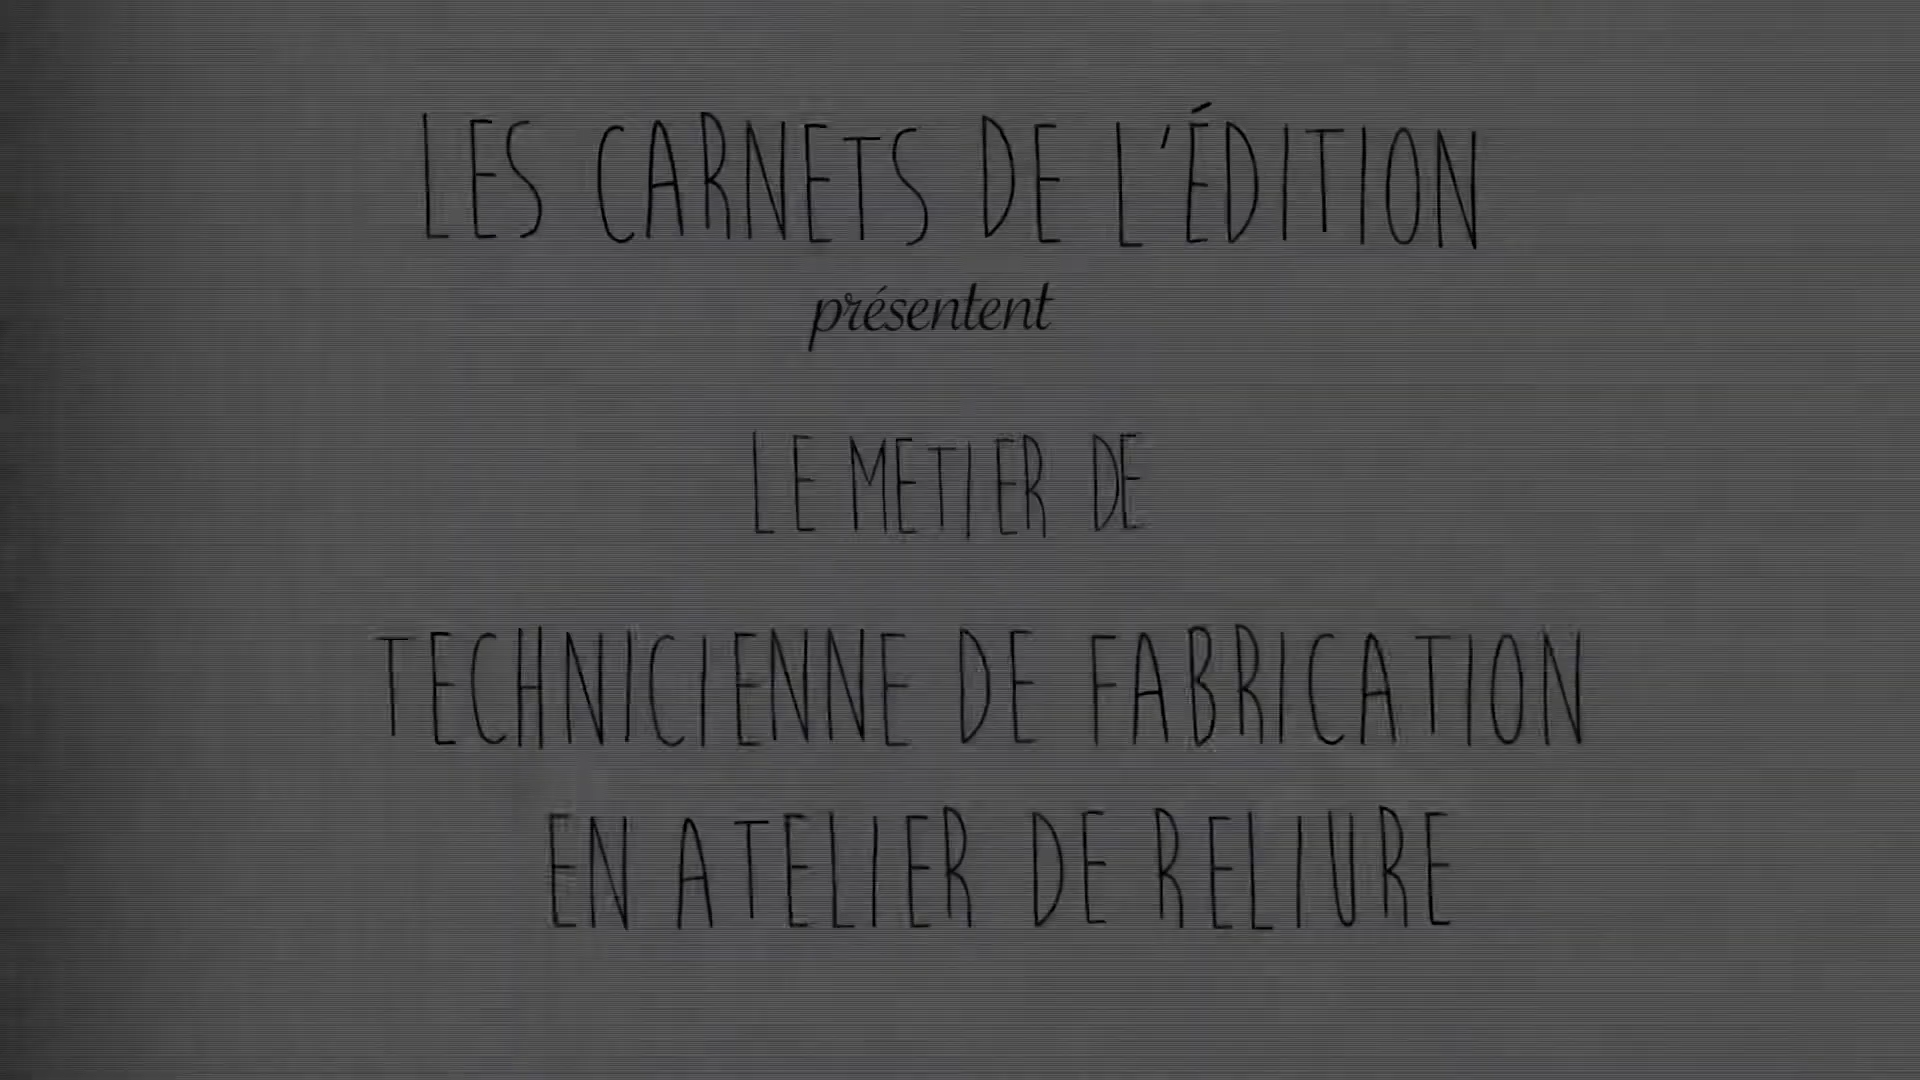 LES CARNETS DE L'ÉDITION
présentent
LE METIER DE
TECHNICIENNE DE FABRICATION
EN ATELIER DE RELIURE